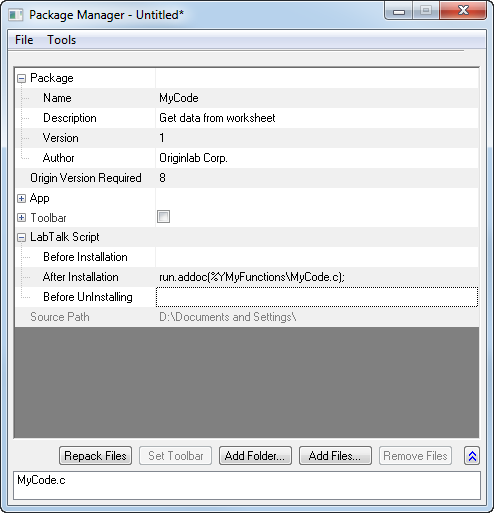 Package Manager - Untitled*
File Tools
Package
Name MyCode
Description Get data from worksheet
Version 1
Author Originlab Corp.
Origin Version Required 8
App
Toolbar
LabTalk Script
Before Installation
After Installation run.addoc(%YMyFunctions\MyCode.c);
Before UnInstalling
Source Path D:\Documents and Settings\
Repack Files Set Toolbar Add Folder... Add Files... Remove Files
MyCode.c